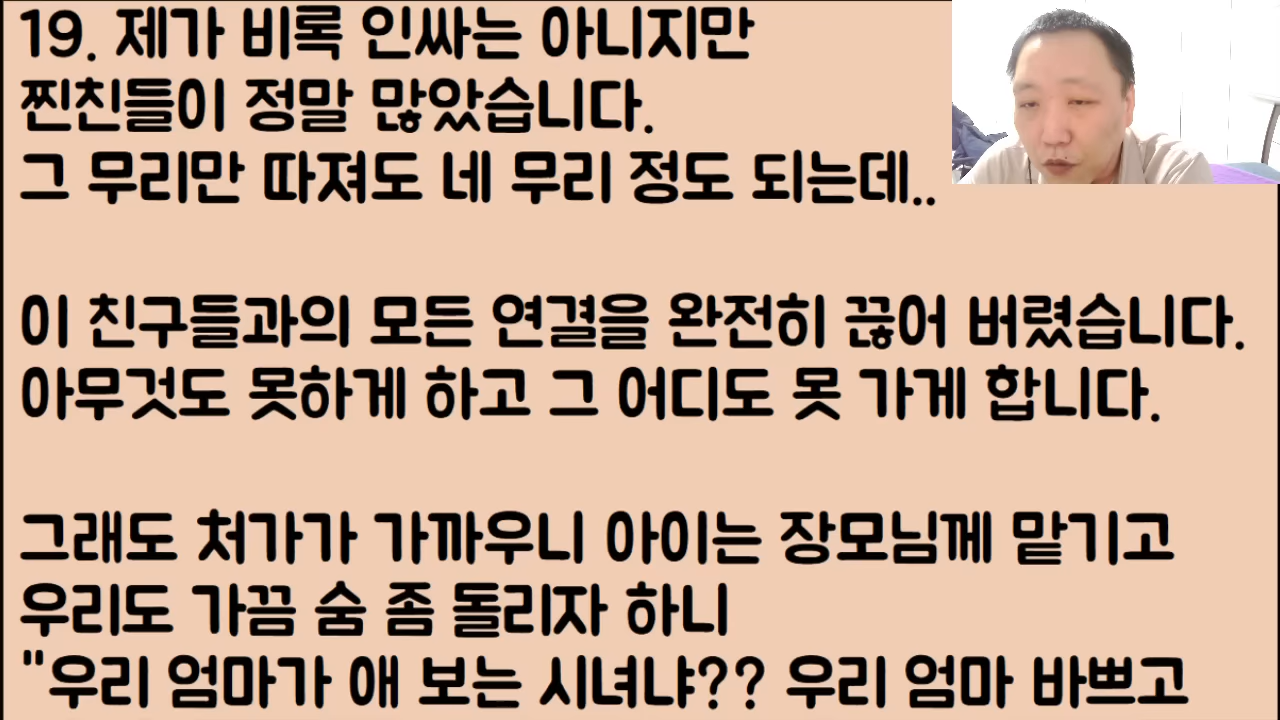 19. 제가 비록 인싸는 아니지만
찐친들이 정말 많았습니다.
그 무리만 따져도 네 무리 정도 되는데..
이 친구들과의 모든 연결을 완전히 끊어 버렸습니다.
아무것도 못하게 하고 그 어디도 못 가게 합니다.
그래도 처가가 가까우니 아이는 장모님께 맡기고
우리도 가끔 숨 좀 돌리자 하니
"우리 엄마가 애 보는 시녀냐?? 우리 엄마 바쁘고